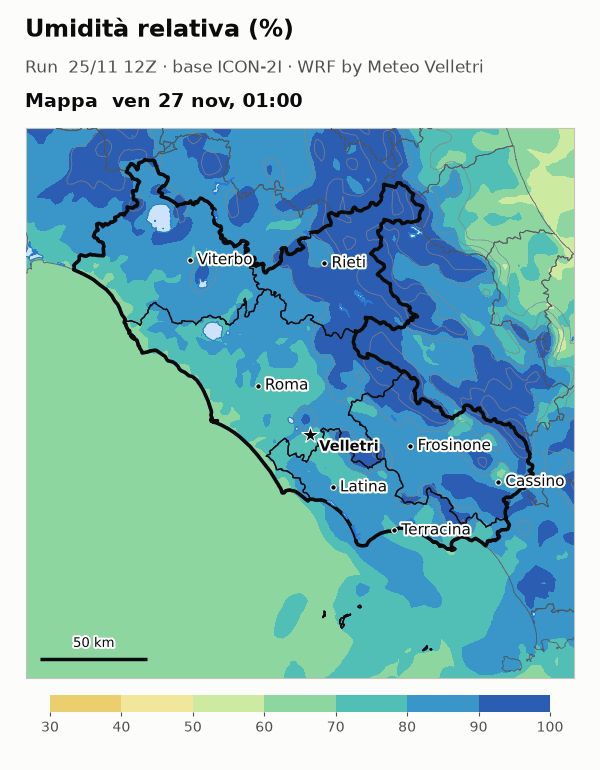 Umidità relativa (%)
Run  25/11 12Z · base ICON-2I · WRF by Meteo Velletri
Mappa  ven 27 nov, 01:00
Viterbo
Rieti
Roma
Velletri
Frosinone
Latina
Cassino
Terracina
50 km
30 40 50 60 70 80 90 100